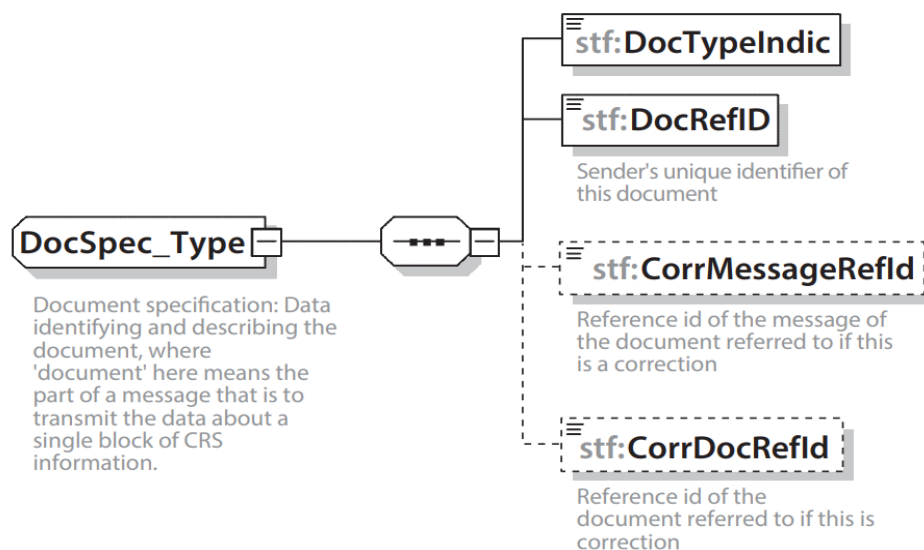 stf:DocTypeIndic
stf:DocRefID
Sender's unique identifier of
this document
DocSpec_Type
Document specification: Data
identifying and describing the
document, where
'document' here means the
part of a message that is to
transmit the data about a
single block of CRS
information.
stf:CorrMessageRefId
Reference id of the message of
the document referred to if this
is a correction
stf:CorrDocRefId
Reference id of the
document referred to if this is
correction